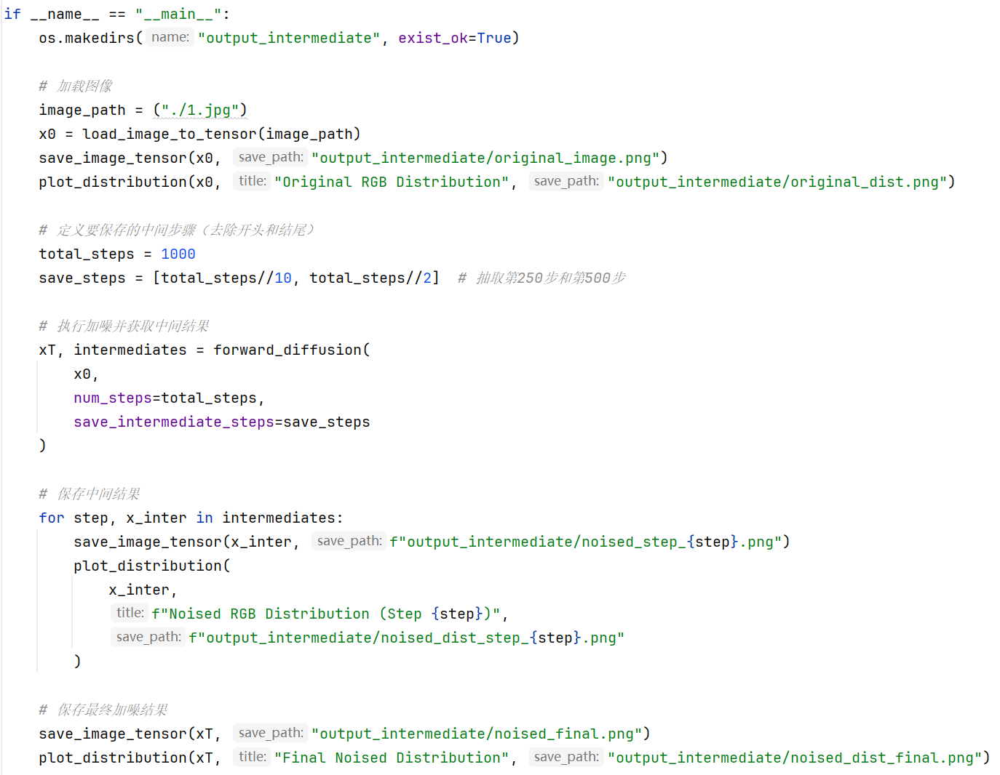 if __name__ == "__main__":
    os.makedirs( name: "output_intermediate", exist_ok=True)

    # 加载图像
    image_path = ("./1.jpg")
    x0 = load_image_to_tensor(image_path)
    save_image_tensor(x0, save_path: "output_intermediate/original_image.png")
    plot_distribution(x0, title: "Original RGB Distribution", save_path: "output_intermediate/original_dist.png")

    # 定义要保存的中间步骤（去除开头和结尾）
    total_steps = 1000
    save_steps = [total_steps//10, total_steps//2]  # 抽取第250步和第500步

    # 执行加噪并获取中间结果
    xT, intermediates = forward_diffusion(
        x0,
        num_steps=total_steps,
        save_intermediate_steps=save_steps
    )

    # 保存中间结果
    for step, x_inter in intermediates:
        save_image_tensor(x_inter, save_path: f"output_intermediate/noised_step_{step}.png")
        plot_distribution(
            x_inter,
            title: f"Noised RGB Distribution (Step {step})",
            save_path: f"output_intermediate/noised_dist_step_{step}.png"
        )

    # 保存最终加噪结果
    save_image_tensor(xT, save_path: "output_intermediate/noised_final.png")
    plot_distribution(xT, title: "Final Noised Distribution", save_path: "output_intermediate/noised_dist_final.png")